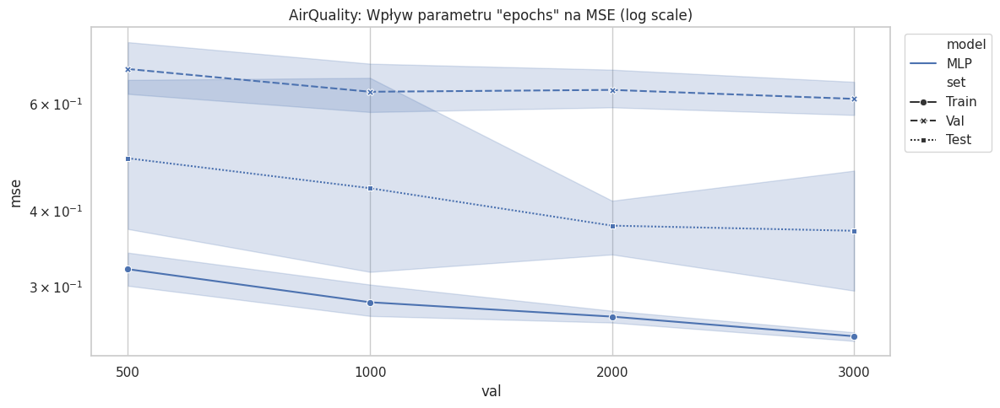 AirQuality: Wpływ parametru "epochs" na MSE (log scale)
model
MLP
set
Train
Val
Test
mse
6 × 10⁻¹
4 × 10⁻¹
3 × 10⁻¹
500 1000 2000 3000
val